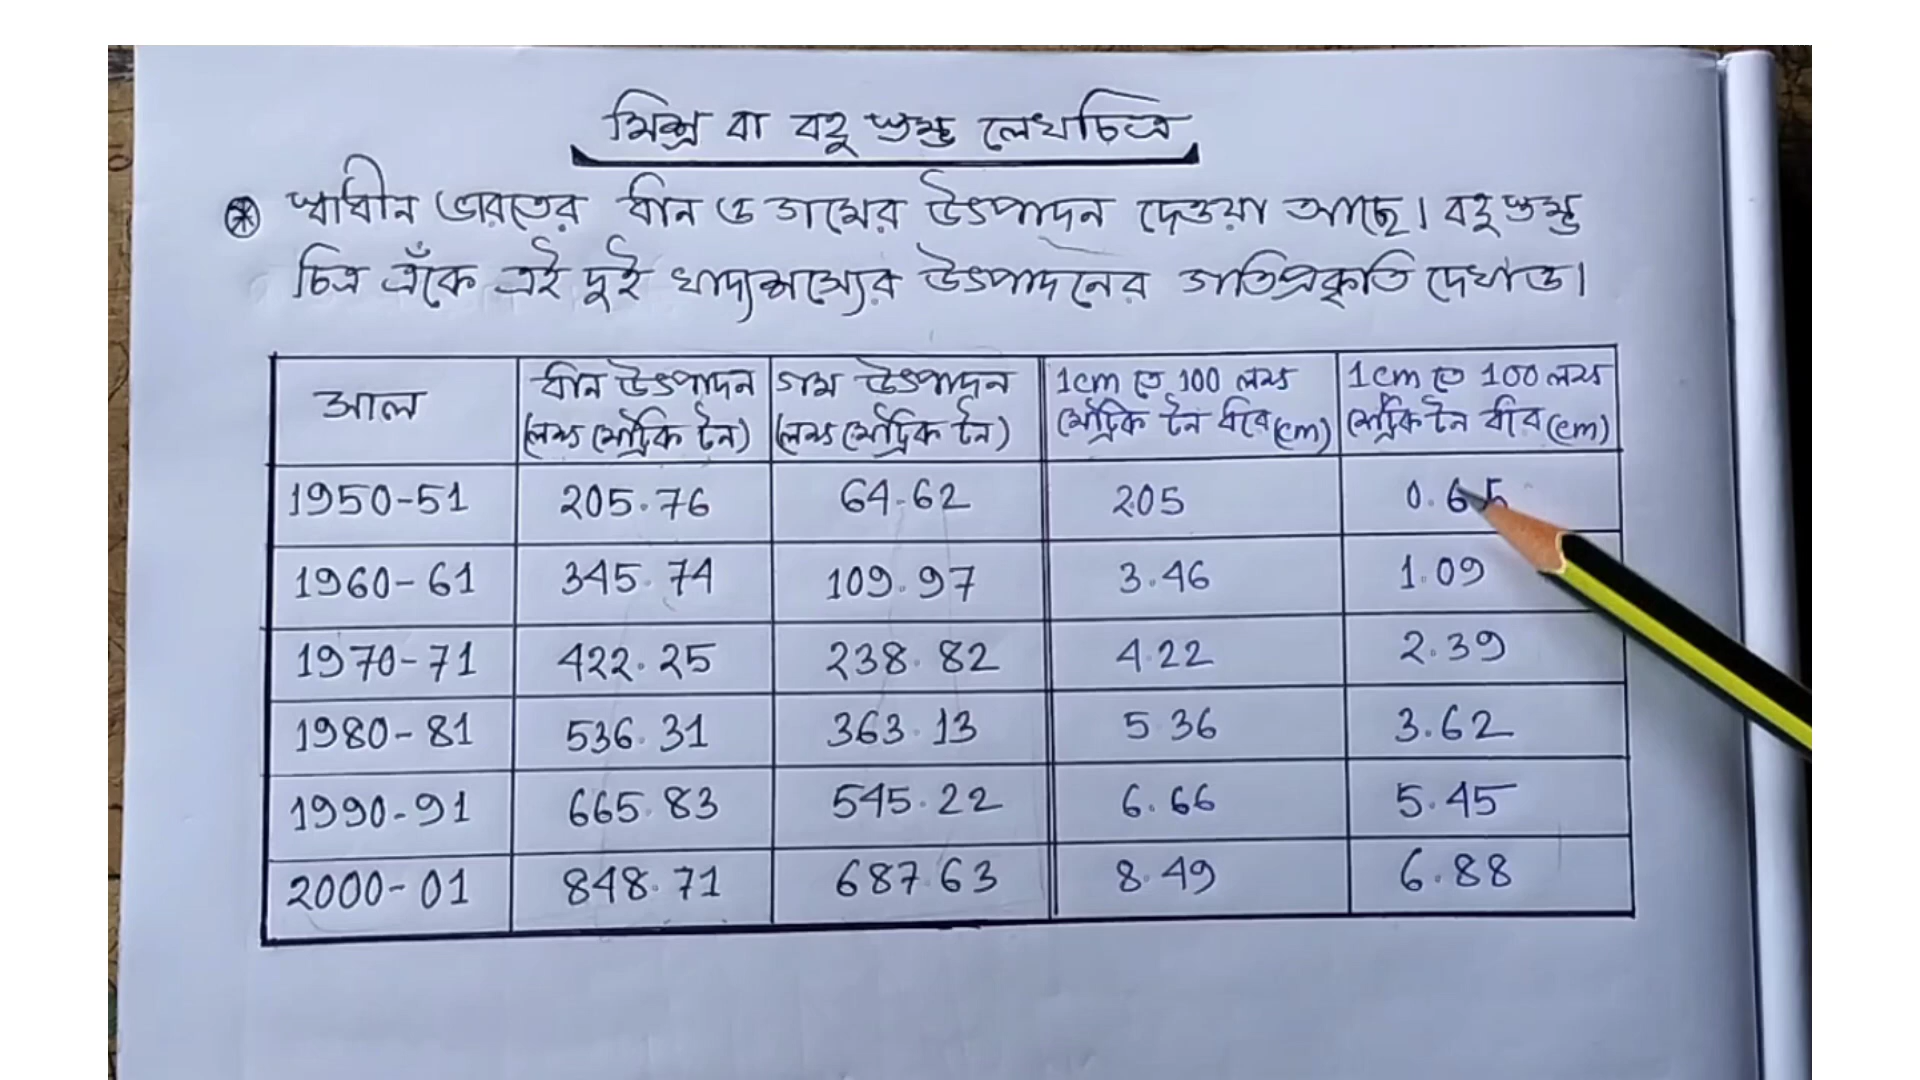 মিশ্র বা বহু স্তম্ভ লেখচিত্র
স্বাধীন ভারতের ধান ও গমের উৎপাদন দেওয়া আছে। বহু স্তম্ভ
চিত্র এঁকে এই দুই খাদ্যশস্যের উৎপাদনের গতিপ্রকৃতি দেখাও।
সাল | ধান উৎপাদন (লক্ষ মেট্রিক টন) | গম উৎপাদন (লক্ষ মেট্রিক টন) | 1cm তে 100 লক্ষ মেট্রিক টন ধরে (cm) | 1cm তে 100 লক্ষ মেট্রিক টন ধরে (cm)
1950-51 | 205.76 | 64.62 | 205 | 0.65
1960-61 | 345.74 | 109.97 | 3.46 | 1.09
1970-71 | 422.25 | 238.82 | 4.22 | 2.39
1980-81 | 536.31 | 363.13 | 5.36 | 3.62
1990-91 | 665.83 | 545.22 | 6.66 | 5.45
2000-01 | 848.71 | 687.63 | 8.49 | 6.88